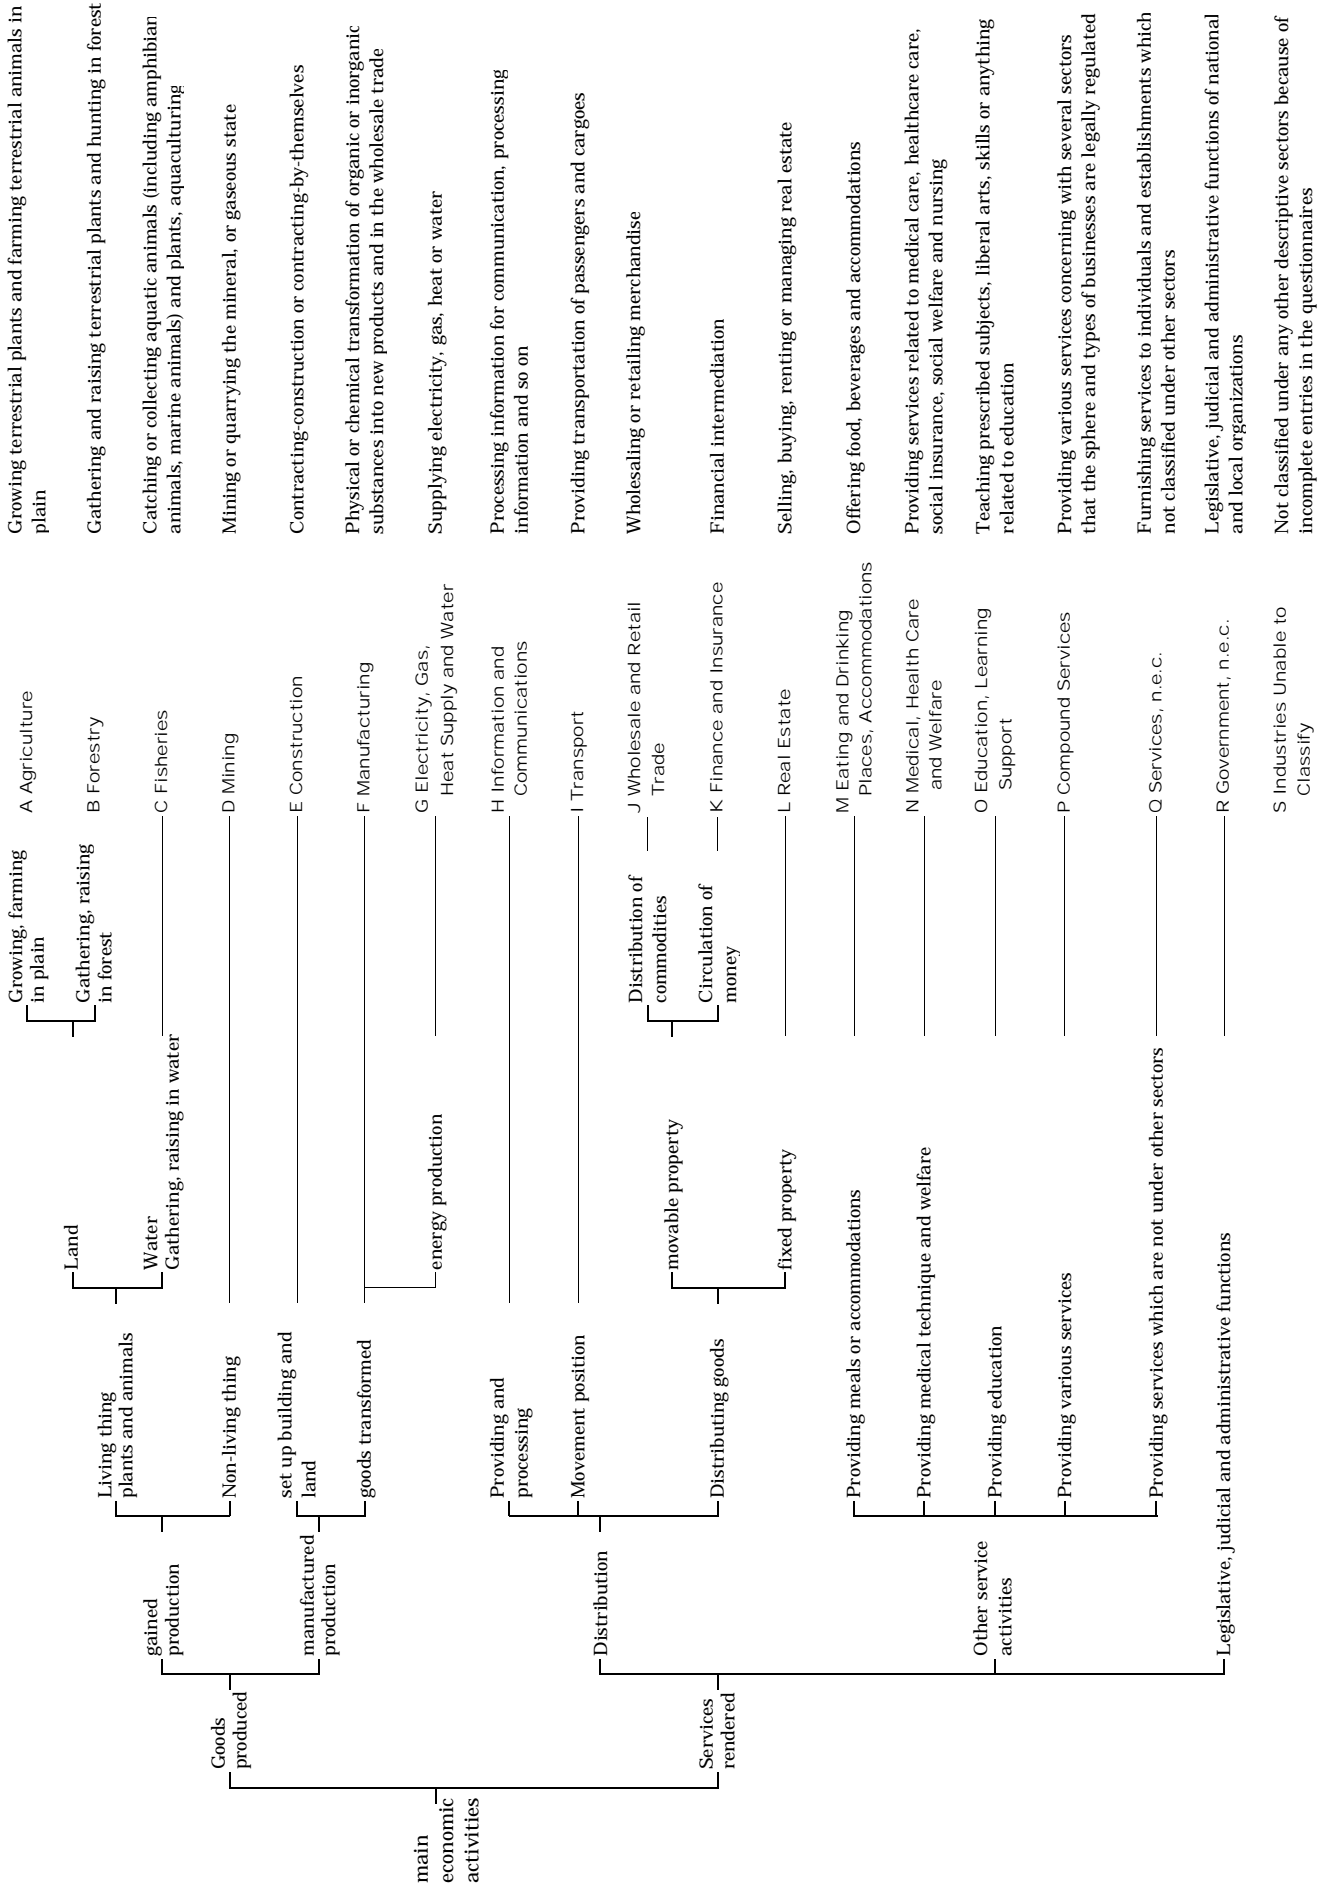 main
economic
activities
Goods
produced
Services
rendered
gained
production
manufactured
production
Distribution
Other service
activities
Legislative, judicial and administrative functions
Living thing
plants and animals
Non-living thing
set up building and
land
goods transformed
Providing and
processing
Movement position
Distributing goods
Providing meals or accommodations
Providing medical technique and welfare
Providing education
Providing various services
Providing services which are not under other sectors
Land
Water
Gathering, raising in water
energy production
movable property
fixed property
Growing, farming
in plain
Gathering, raising
in forest
Distribution of
commodities
Circulation of
money
A Agriculture
Growing terrestrial plants and farming terrestrial animals in
plain
B Forestry
Gathering and raising terrestrial plants and hunting in forest
C Fisheries
Catching or collecting aquatic animals (including amphibian
animals, marine animals) and plants, aquaculturing
D Mining
Mining or quarrying the mineral, or gaseous state
E Construction
Contracting-construction or contracting-by-themselves
F Manufacturing
Physical or chemical transformation of organic or inorganic
substances into new products and in the wholesale trade
G Electricity, Gas,
Heat Supply and Water
Supplying electricity, gas, heat or water
H Information and
Communications
Processing information for communication, processing
information and so on
I Transport
Providing transportation of passengers and cargoes
J Wholesale and Retail
Trade
Wholesaling or retailing merchandise
K Finance and Insurance
Financial intermediation
L Real Estate
Selling, buying, renting or managing real estate
M Eating and Drinking
Places, Accommodations
Offering food, beverages and accommodations
N Medical, Health Care
and Welfare
Providing services related to medical care, healthcare care,
social insurance, social welfare and nursing
O Education, Learning
Support
Teaching prescribed subjects, liberal arts, skills or anything
related to education
P Compound Services
Providing various services concerning with several sectors
that the sphere and types of businesses are legally regulated
Q Services, n.e.c.
Furnishing services to individuals and establishments which
not classified under other sectors
R Government, n.e.c.
Legislative, judicial and administrative functions of national
and local organizations
S Industries Unable to
Classify
Not classified under any other descriptive sectors because of
incomplete entries in the questionnaires